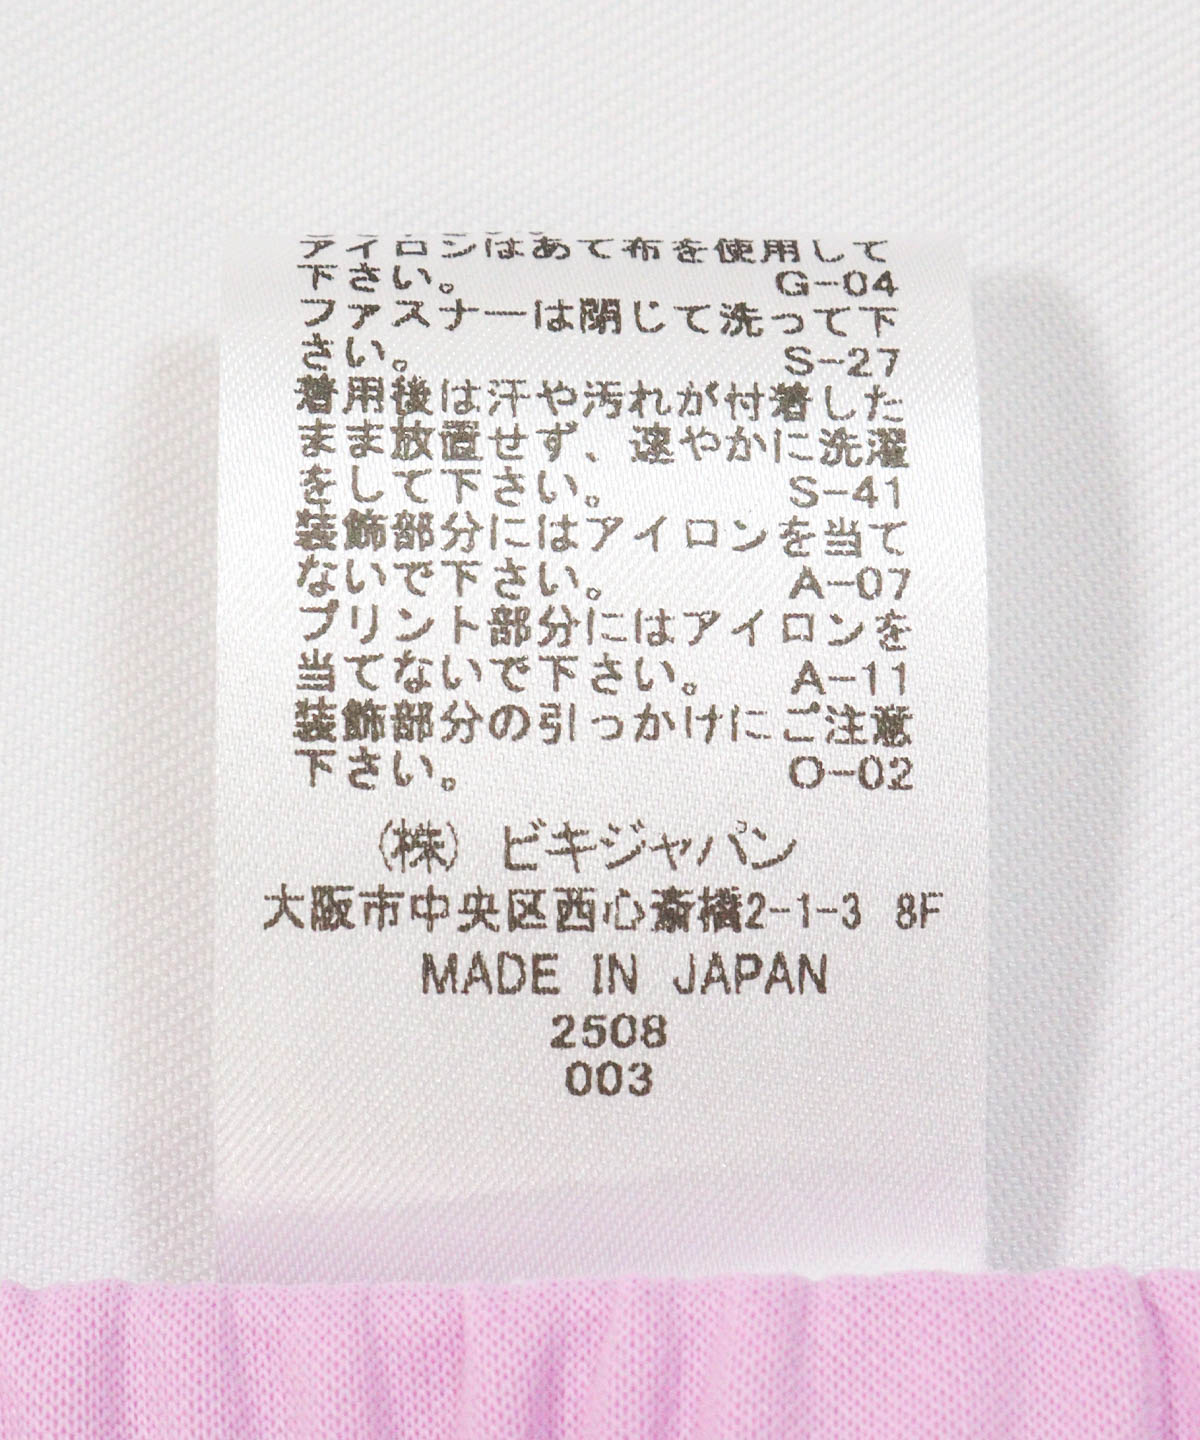 アイロンはあて布を使用して
下さい。 G-04
ファスナーは閉じて洗って下
さい。 S-27
着用後は汗や汚れが付着した
まま放置せず、速やかに洗濯
をして下さい。 S-41
装飾部分にはアイロンを当て
ないで下さい。 A-07
プリント部分にはアイロンを
当てないで下さい。 A-11
装飾部分の引っかけにご注意
下さい。 O-02
(株) ビキジャパン
大阪市中央区西心斎橋2-1-3 8F
MADE IN JAPAN
2508
003